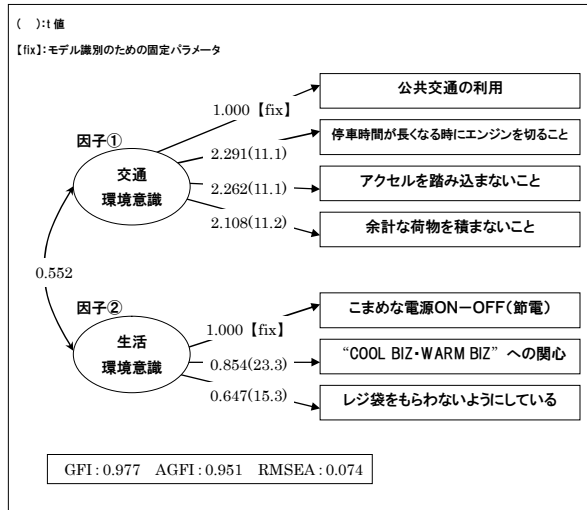 ( ):t値
【fix】:モデル識別のための固定パラメータ
公共交通の利用
1.000【fix】
因子①
停車時間が長くなる時にエンジンを切ること
2.291(11.1)
交通
環境意識
2.262(11.1)
アクセルを踏み込まないこと
2.108(11.2)
余計な荷物を積まないこと
0.552
因子②
こまめな電源ON−OFF(節電)
1.000【fix】
生活
環境意識
0.854(23.3)
“COOL BIZ・WARM BIZ”への関心
0.647(15.3)
レジ袋をもらわないようにしている
GFI:0.977 AGFI:0.951 RMSEA:0.074